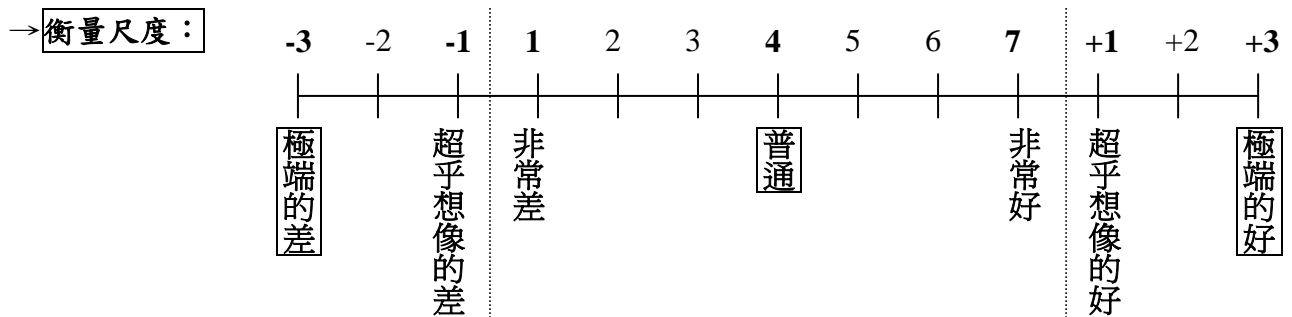 →衡量尺度：
-3 -2 -1 1 2 3 4 5 6 7 +1 +2 +3
極端的差
超乎想像的差
非常差
普通
非常好
超乎想像的好
極端的好